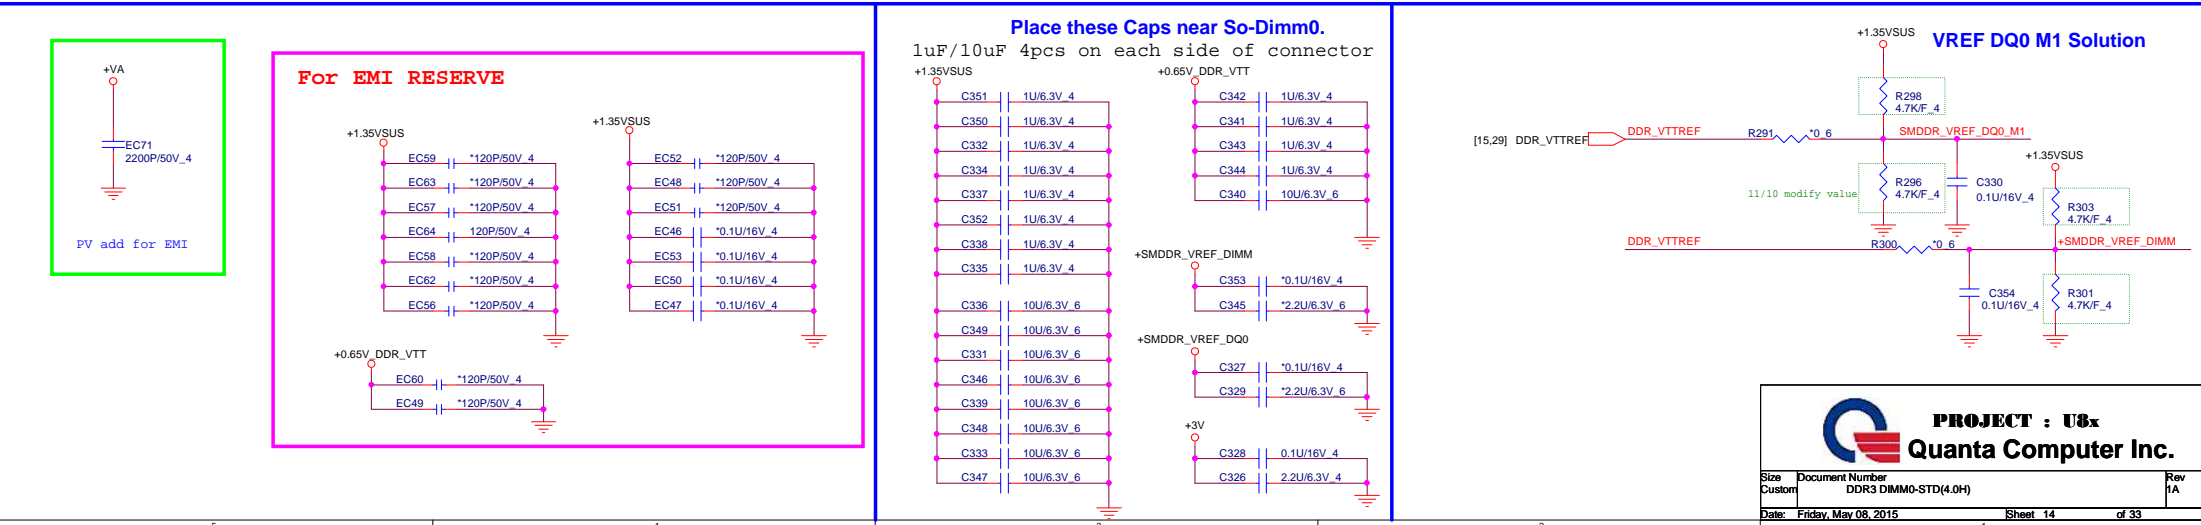 +VA
EC71
2200P/50V_4
PV add for EMI
For EMI RESERVE
+1.35VSUS
EC59 *120P/50V_4
EC63 *120P/50V_4
EC57 *120P/50V_4
EC64 120P/50V_4
EC58 *120P/50V_4
EC62 *120P/50V_4
EC56 *120P/50V_4
+1.35VSUS
EC52 *120P/50V_4
EC48 *120P/50V_4
EC51 *120P/50V_4
EC46 *0.1U/16V_4
EC53 *0.1U/16V_4
EC50 *0.1U/16V_4
EC47 *0.1U/16V_4
+0.65V_DDR_VTT
EC60 *120P/50V_4
EC49 *120P/50V_4
Place these Caps near So-Dimm0.
1uF/10uF 4pcs on each side of connector
+1.35VSUS
C351 1U/6.3V_4
C350 1U/6.3V_4
C332 1U/6.3V_4
C334 1U/6.3V_4
C337 1U/6.3V_4
C352 1U/6.3V_4
C338 1U/6.3V_4
C335 1U/6.3V_4
C336 10U/6.3V_6
C349 10U/6.3V_6
C331 10U/6.3V_6
C346 10U/6.3V_6
C339 10U/6.3V_6
C348 10U/6.3V_6
C333 10U/6.3V_6
C347 10U/6.3V_6
+0.65V_DDR_VTT
C342 1U/6.3V_4
C341 1U/6.3V_4
C343 1U/6.3V_4
C344 1U/6.3V_4
C340 10U/6.3V_6
+SMDDR_VREF_DIMM
C353 *0.1U/16V_4
C345 *2.2U/6.3V_6
+SMDDR_VREF_DQ0
C327 *0.1U/16V_4
C329 *2.2U/6.3V_6
+3V
C328 0.1U/16V_4
C326 2.2U/6.3V_4
VREF DQ0 M1 Solution
+1.35VSUS
R298
4.7K/F_4
[15,29] DDR_VTTREF
DDR_VTTREF
R291 *0_6
SMDDR_VREF_DQ0_M1
11/10 modify value
R296
4.7K/F_4
C330
0.1U/16V_4
+1.35VSUS
R303
4.7K/F_4
DDR_VTTREF
R300 *0_6
+SMDDR_VREF_DIMM
C354
0.1U/16V_4
R301
4.7K/F_4
PROJECT : U8x
Quanta Computer Inc.
Size Document Number Rev
Custom DDR3 DIMM0-STD(4.0H) 1A
Date: Friday, May 08, 2015 Sheet 14 of 33